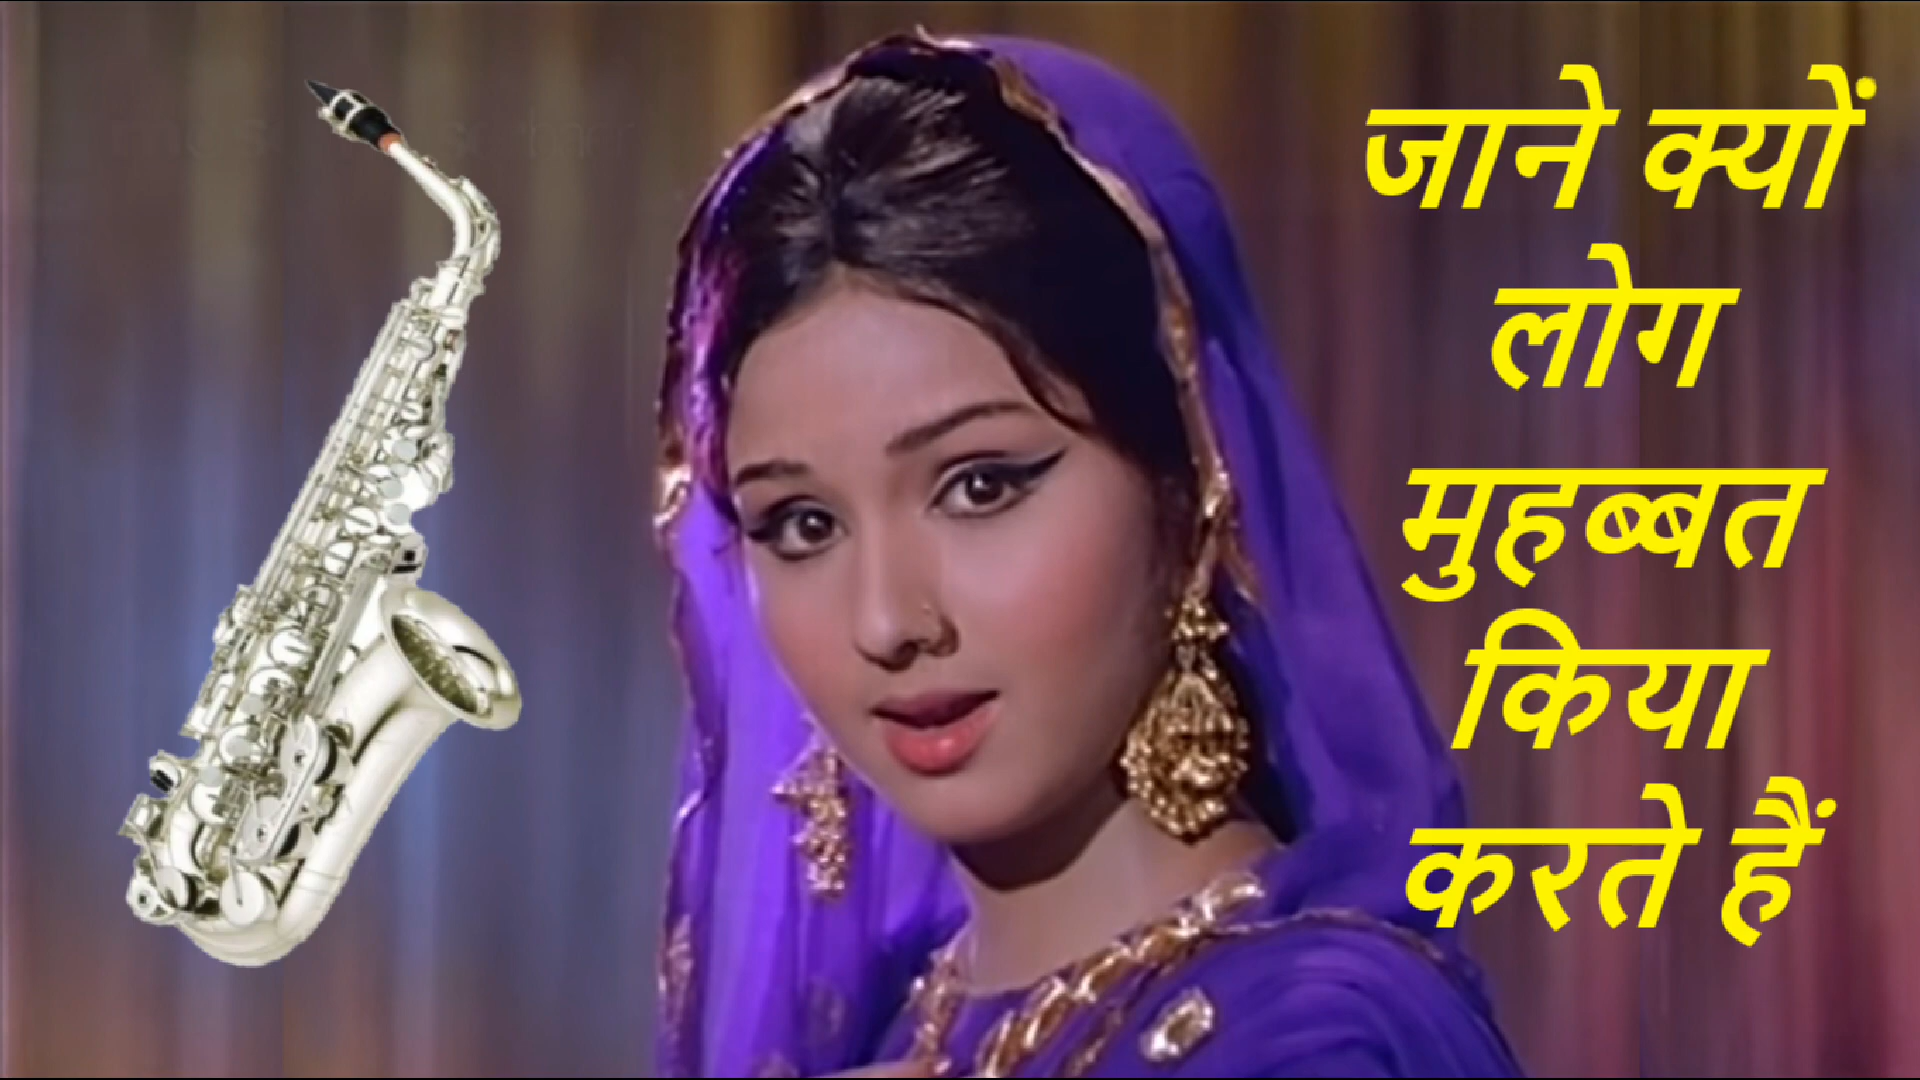 जाने क्यों
लोग
मुहब्बत
किया
करते हैं